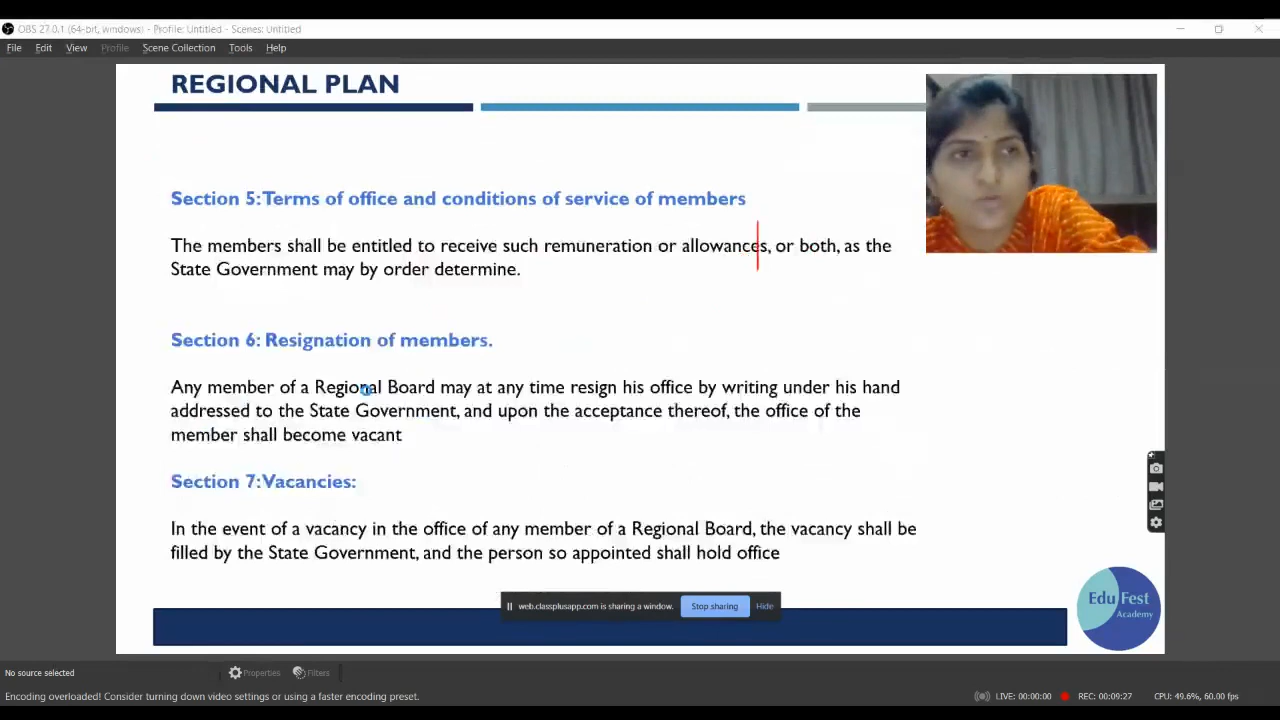 OBS 27.0.1 (64-bit, windows) - Profile: Untitled - Scenes: Untitled
File Edit View Profile Scene Collection Tools Help
REGIONAL PLAN
Section 5: Terms of office and conditions of service of members
The members shall be entitled to receive such remuneration or allowances, or both, as the
State Government may by order determine.
Section 6: Resignation of members.
Any member of a Regional Board may at any time resign his office by writing under his hand
addressed to the State Government, and upon the acceptance thereof, the office of the
member shall become vacant
Section 7: Vacancies:
In the event of a vacancy in the office of any member of a Regional Board, the vacancy shall be
filled by the State Government, and the person so appointed shall hold office
web.classplusapp.com is sharing a window. Stop sharing Hide
Edu Fest
Academy
No source selected Properties Filters
Encoding overloaded! Consider turning down video settings or using a faster encoding preset. LIVE: 00:00:00 REC: 00:09:27 CPU: 49.6%, 60.00 fps